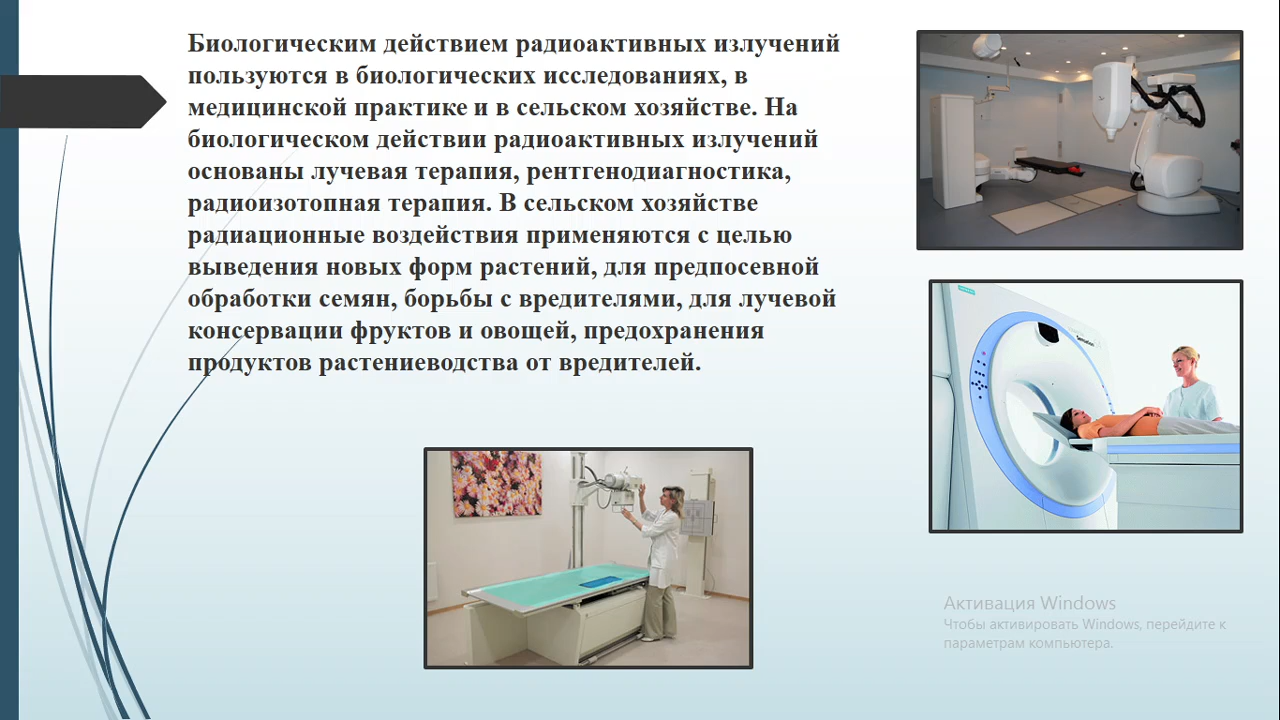 Биологическим действием радиоактивных излучений
пользуются в биологических исследованиях, в
медицинской практике и в сельском хозяйстве. На
биологическом действии радиоактивных излучений
основаны лучевая терапия, рентгенодиагностика,
радиоизотопная терапия. В сельском хозяйстве
радиационные воздействия применяются с целью
выведения новых форм растений, для предпосевной
обработки семян, борьбы с вредителями, для лучевой
консервации фруктов и овощей, предохранения
продуктов растениеводства от вредителей.
SIEMENS
Sensation
Активация Windows
Чтобы активировать Windows, перейдите к
параметрам компьютера.